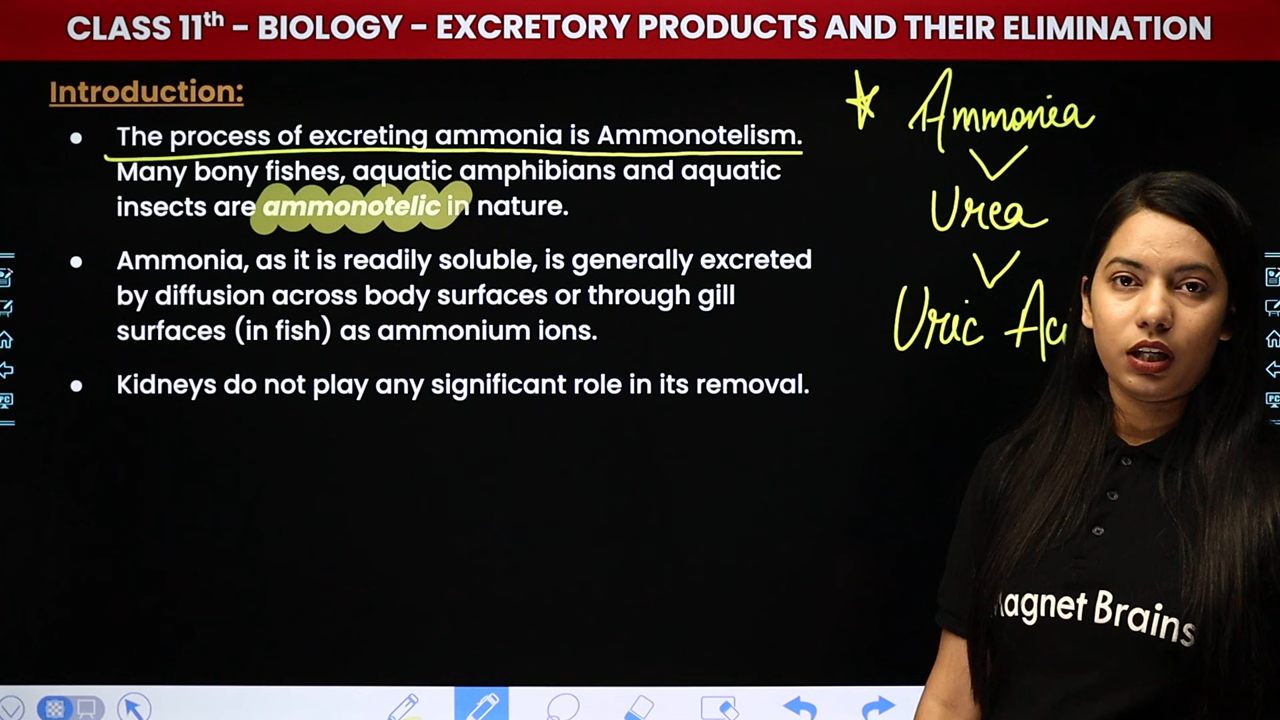 CLASS 11th – BIOLOGY – EXCRETORY PRODUCTS AND THEIR ELIMINATION
Introduction:
• The process of excreting ammonia is Ammonotelism.
Many bony fishes, aquatic amphibians and aquatic
insects are ammonotelic in nature.
• Ammonia, as it is readily soluble, is generally excreted
by diffusion across body surfaces or through gill
surfaces (in fish) as ammonium ions.
• Kidneys do not play any significant role in its removal.
Ammonia
Urea
Uric
Magnet Brains
PC
PC